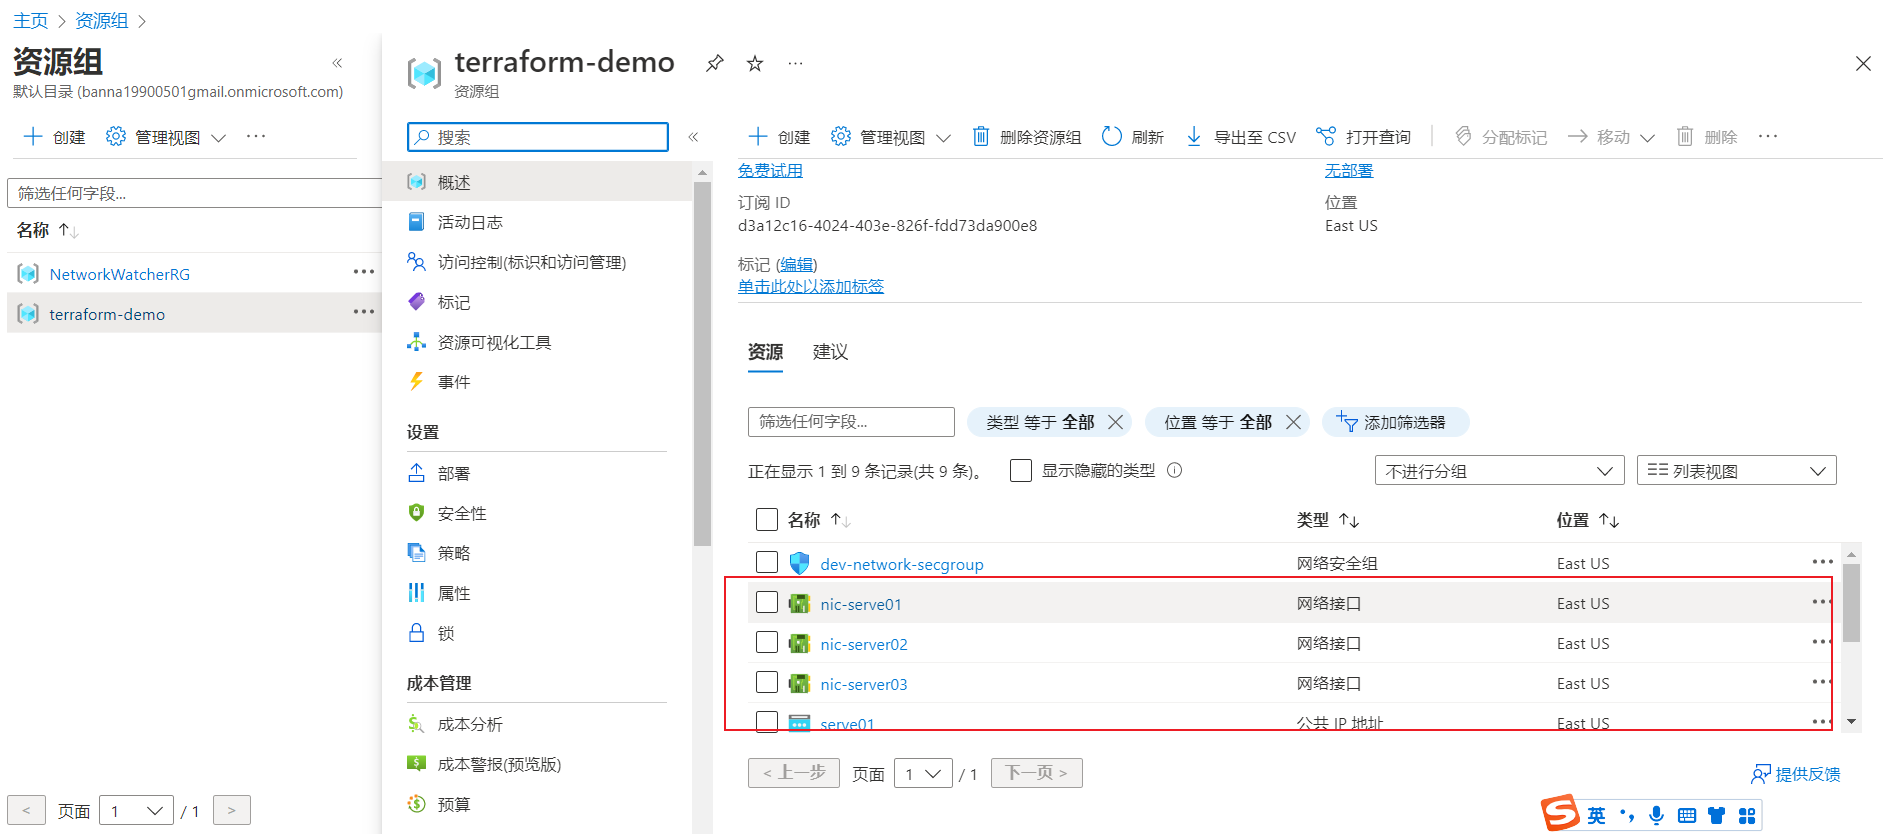 主页 > 资源组 >
资源组
默认目录 (banna19900501gmail.onmicrosoft.com)
创建 管理视图
筛选任何字段...
名称
NetworkWatcherRG
terraform-demo
< 页面 1 / 1 >
terraform-demo
资源组
搜索
概述
活动日志
访问控制(标识和访问管理)
标记
资源可视化工具
事件
设置
部署
安全性
策略
属性
锁
成本管理
成本分析
成本警报(预览版)
预算
创建 管理视图 删除资源组 刷新 导出至 CSV 打开查询 分配标记 移动 删除
免费试用 无部署
订阅 ID 位置
d3a12c16-4024-403e-826f-fdd73da900e8 East US
标记 (编辑)
单击此处以添加标签
资源 建议
筛选任何字段... 类型 等于 全部 位置 等于 全部 添加筛选器
正在显示 1 到 9 条记录(共 9 条)。 显示隐藏的类型 不进行分组 列表视图
名称 类型 位置
dev-network-secgroup 网络安全组 East US
nic-serve01 网络接口 East US
nic-server02 网络接口 East US
nic-server03 网络接口 East US
serve01 公共 IP 地址 East US
< 上一步 页面 1 / 1 下一页 >
提供反馈
英